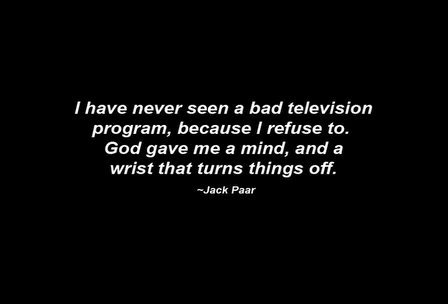 I have never seen a bad television
program, because I refuse to.
God gave me a mind, and a
wrist that turns things off.
~Jack Paar